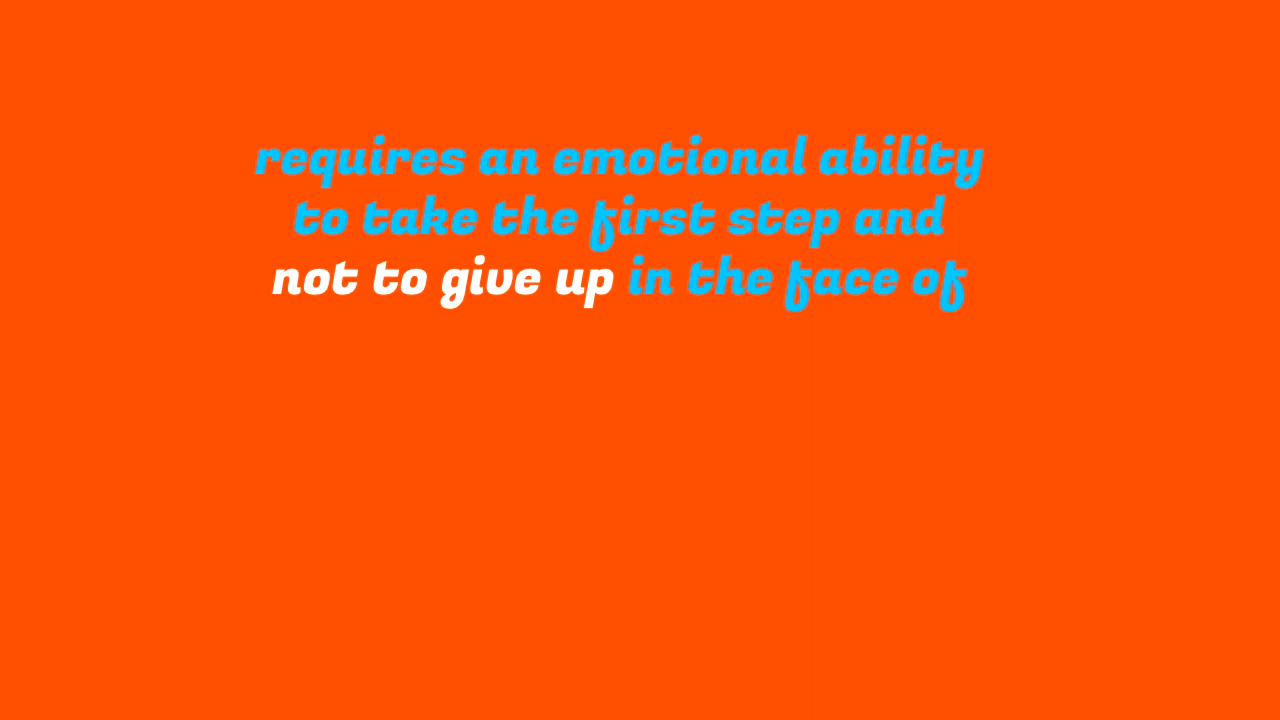 requires an emotional ability
to take the first step and
not to give up in the face of